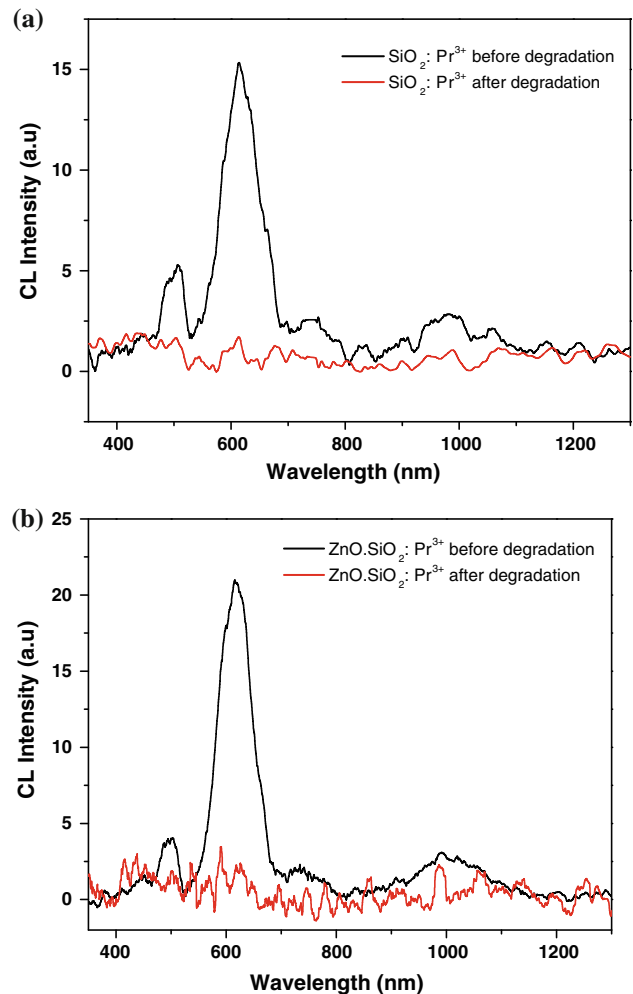 (a)
SiO2: Pr3+ before degradation
SiO2: Pr3+ after degradation
15
10
5
0
CL Intensity (a.u)
400 600 800 1000 1200
Wavelength (nm)
(b)
25
ZnO.SiO2: Pr3+ before degradation
ZnO.SiO2: Pr3+ after degradation
20
15
10
5
0
CL Intensity (a.u)
400 600 800 1000 1200
Wavelength (nm)